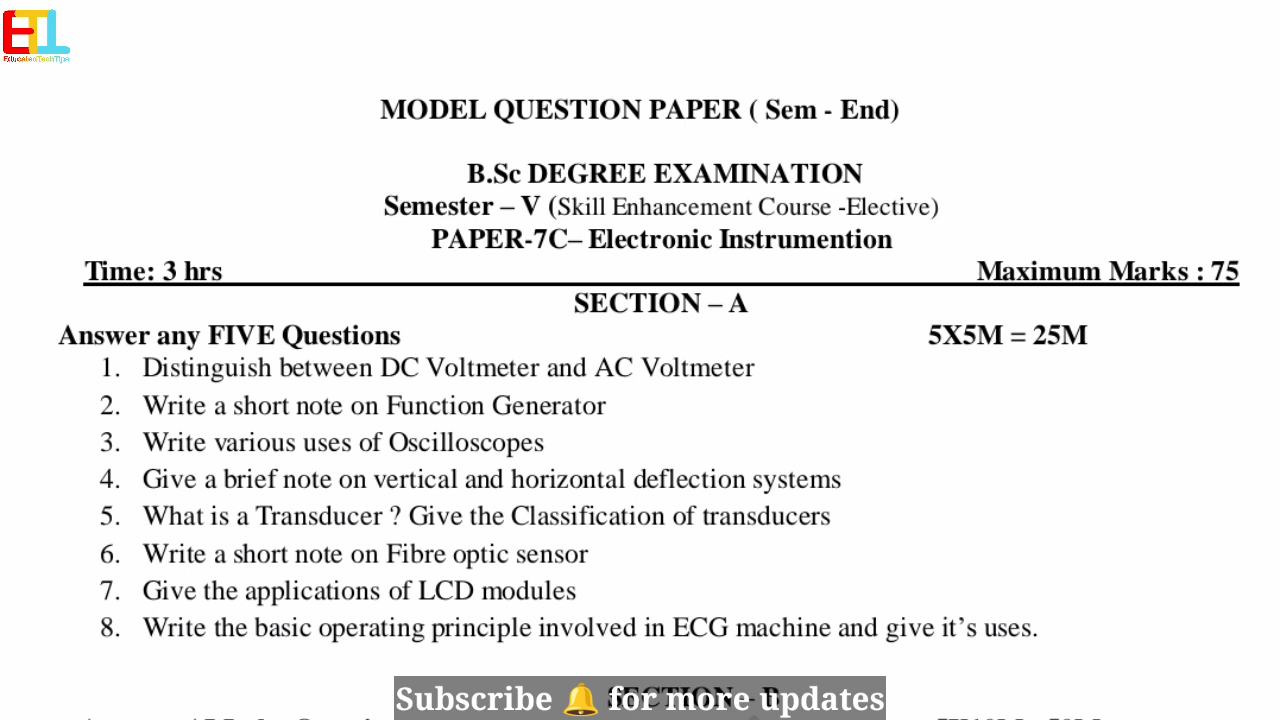 ETL
EducatedTechTips
MODEL QUESTION PAPER ( Sem - End)
B.Sc DEGREE EXAMINATION
Semester – V (Skill Enhancement Course -Elective)
PAPER-7C– Electronic Instrumention
Time: 3 hrs Maximum Marks : 75
SECTION – A
Answer any FIVE Questions 5X5M = 25M
1. Distinguish between DC Voltmeter and AC Voltmeter
2. Write a short note on Function Generator
3. Write various uses of Oscilloscopes
4. Give a brief note on vertical and horizontal deflection systems
5. What is a Transducer ? Give the Classification of transducers
6. Write a short note on Fibre optic sensor
7. Give the applications of LCD modules
8. Write the basic operating principle involved in ECG machine and give it’s uses.
SECTION – B
Subscribe 🔔 for more updates